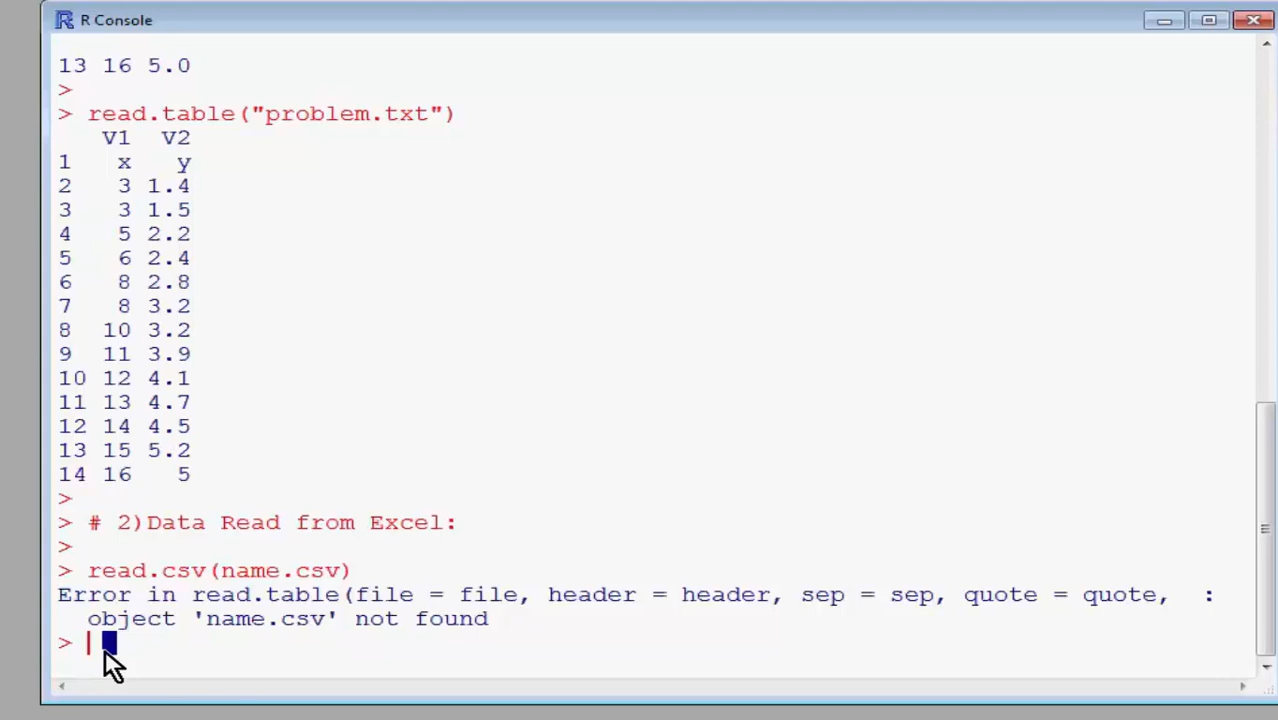 R Console
13 16 5.0
>
> read.table("problem.txt")
V1 V2
1 x y
2 3 1.4
3 3 1.5
4 5 2.2
5 6 2.4
6 8 2.8
7 8 3.2
8 10 3.2
9 11 3.9
10 12 4.1
11 13 4.7
12 14 4.5
13 15 5.2
14 16 5
>
> # 2)Data Read from Excel:
>
> read.csv(name.csv)
Error in read.table(file = file, header = header, sep = sep, quote = quote, :
object 'name.csv' not found
>